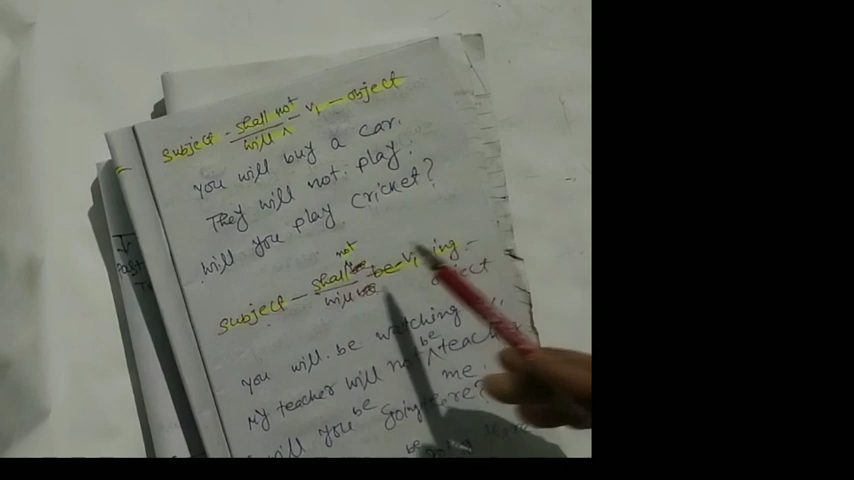 Subject - shall not - V1 - object
will ^
You will buy a car.
They will not play.
will you play cricket?
not
Subject - shall be V1 ing -
will object
You will be watching
be
My teacher will not ^ teach
me.
will you be going there?
be